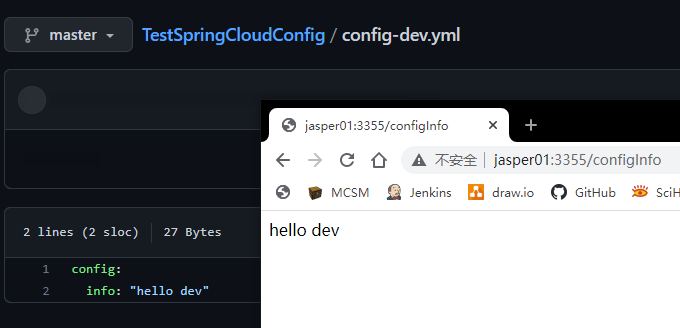 master
TestSpringCloudConfig / config-dev.yml
jasper01:3355/configInfo
不安全 jasper01:3355/configInfo
MCSM Jenkins draw.io GitHub SciH
hello dev
2 lines (2 sloc) 27 Bytes
1 config:
2 info: "hello dev"